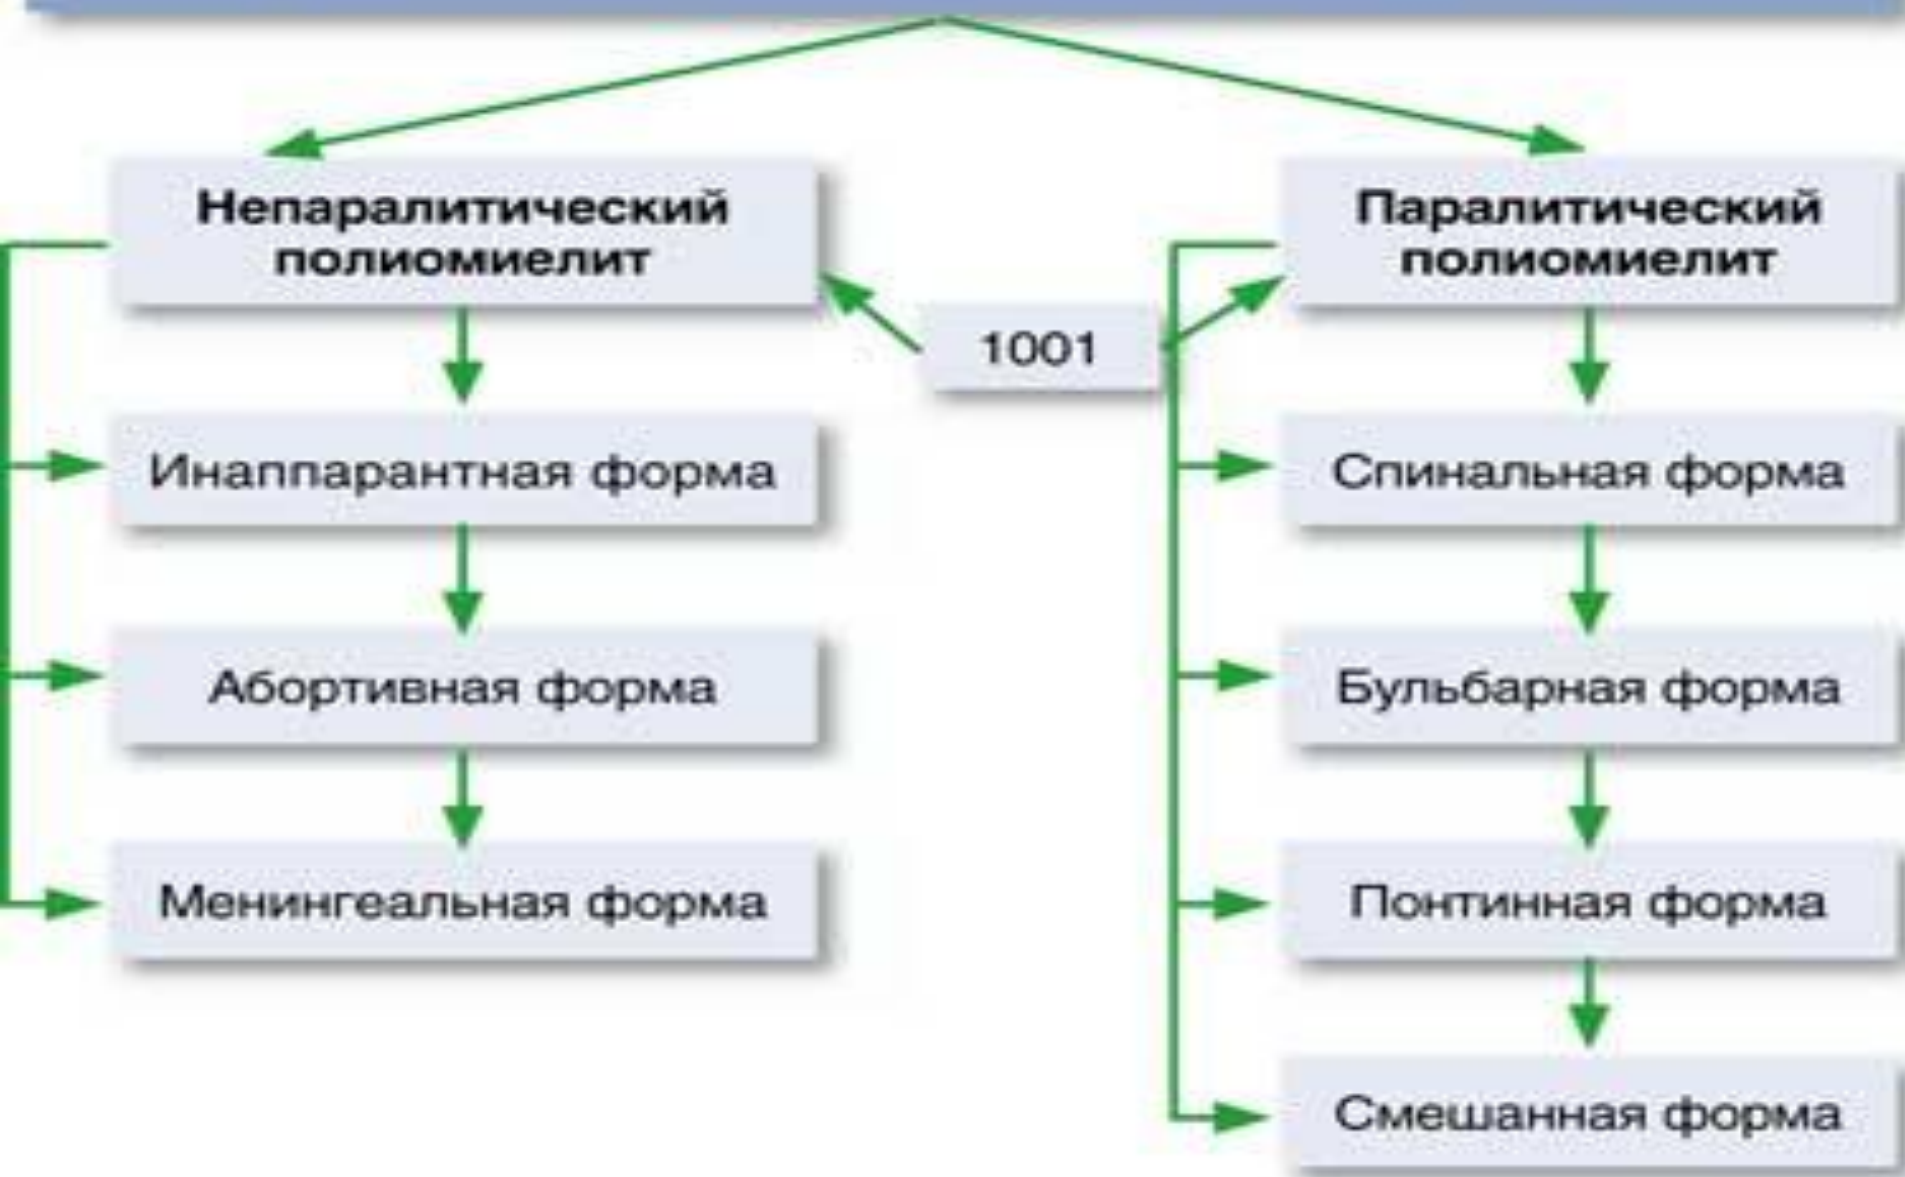 Непаралитический
полиомиелит
Паралитический
полиомиелит
1001
Инаппарантная форма
Спинальная форма
Абортивная форма
Бульбарная форма
Менингеальная форма
Понтинная форма
Смешанная форма